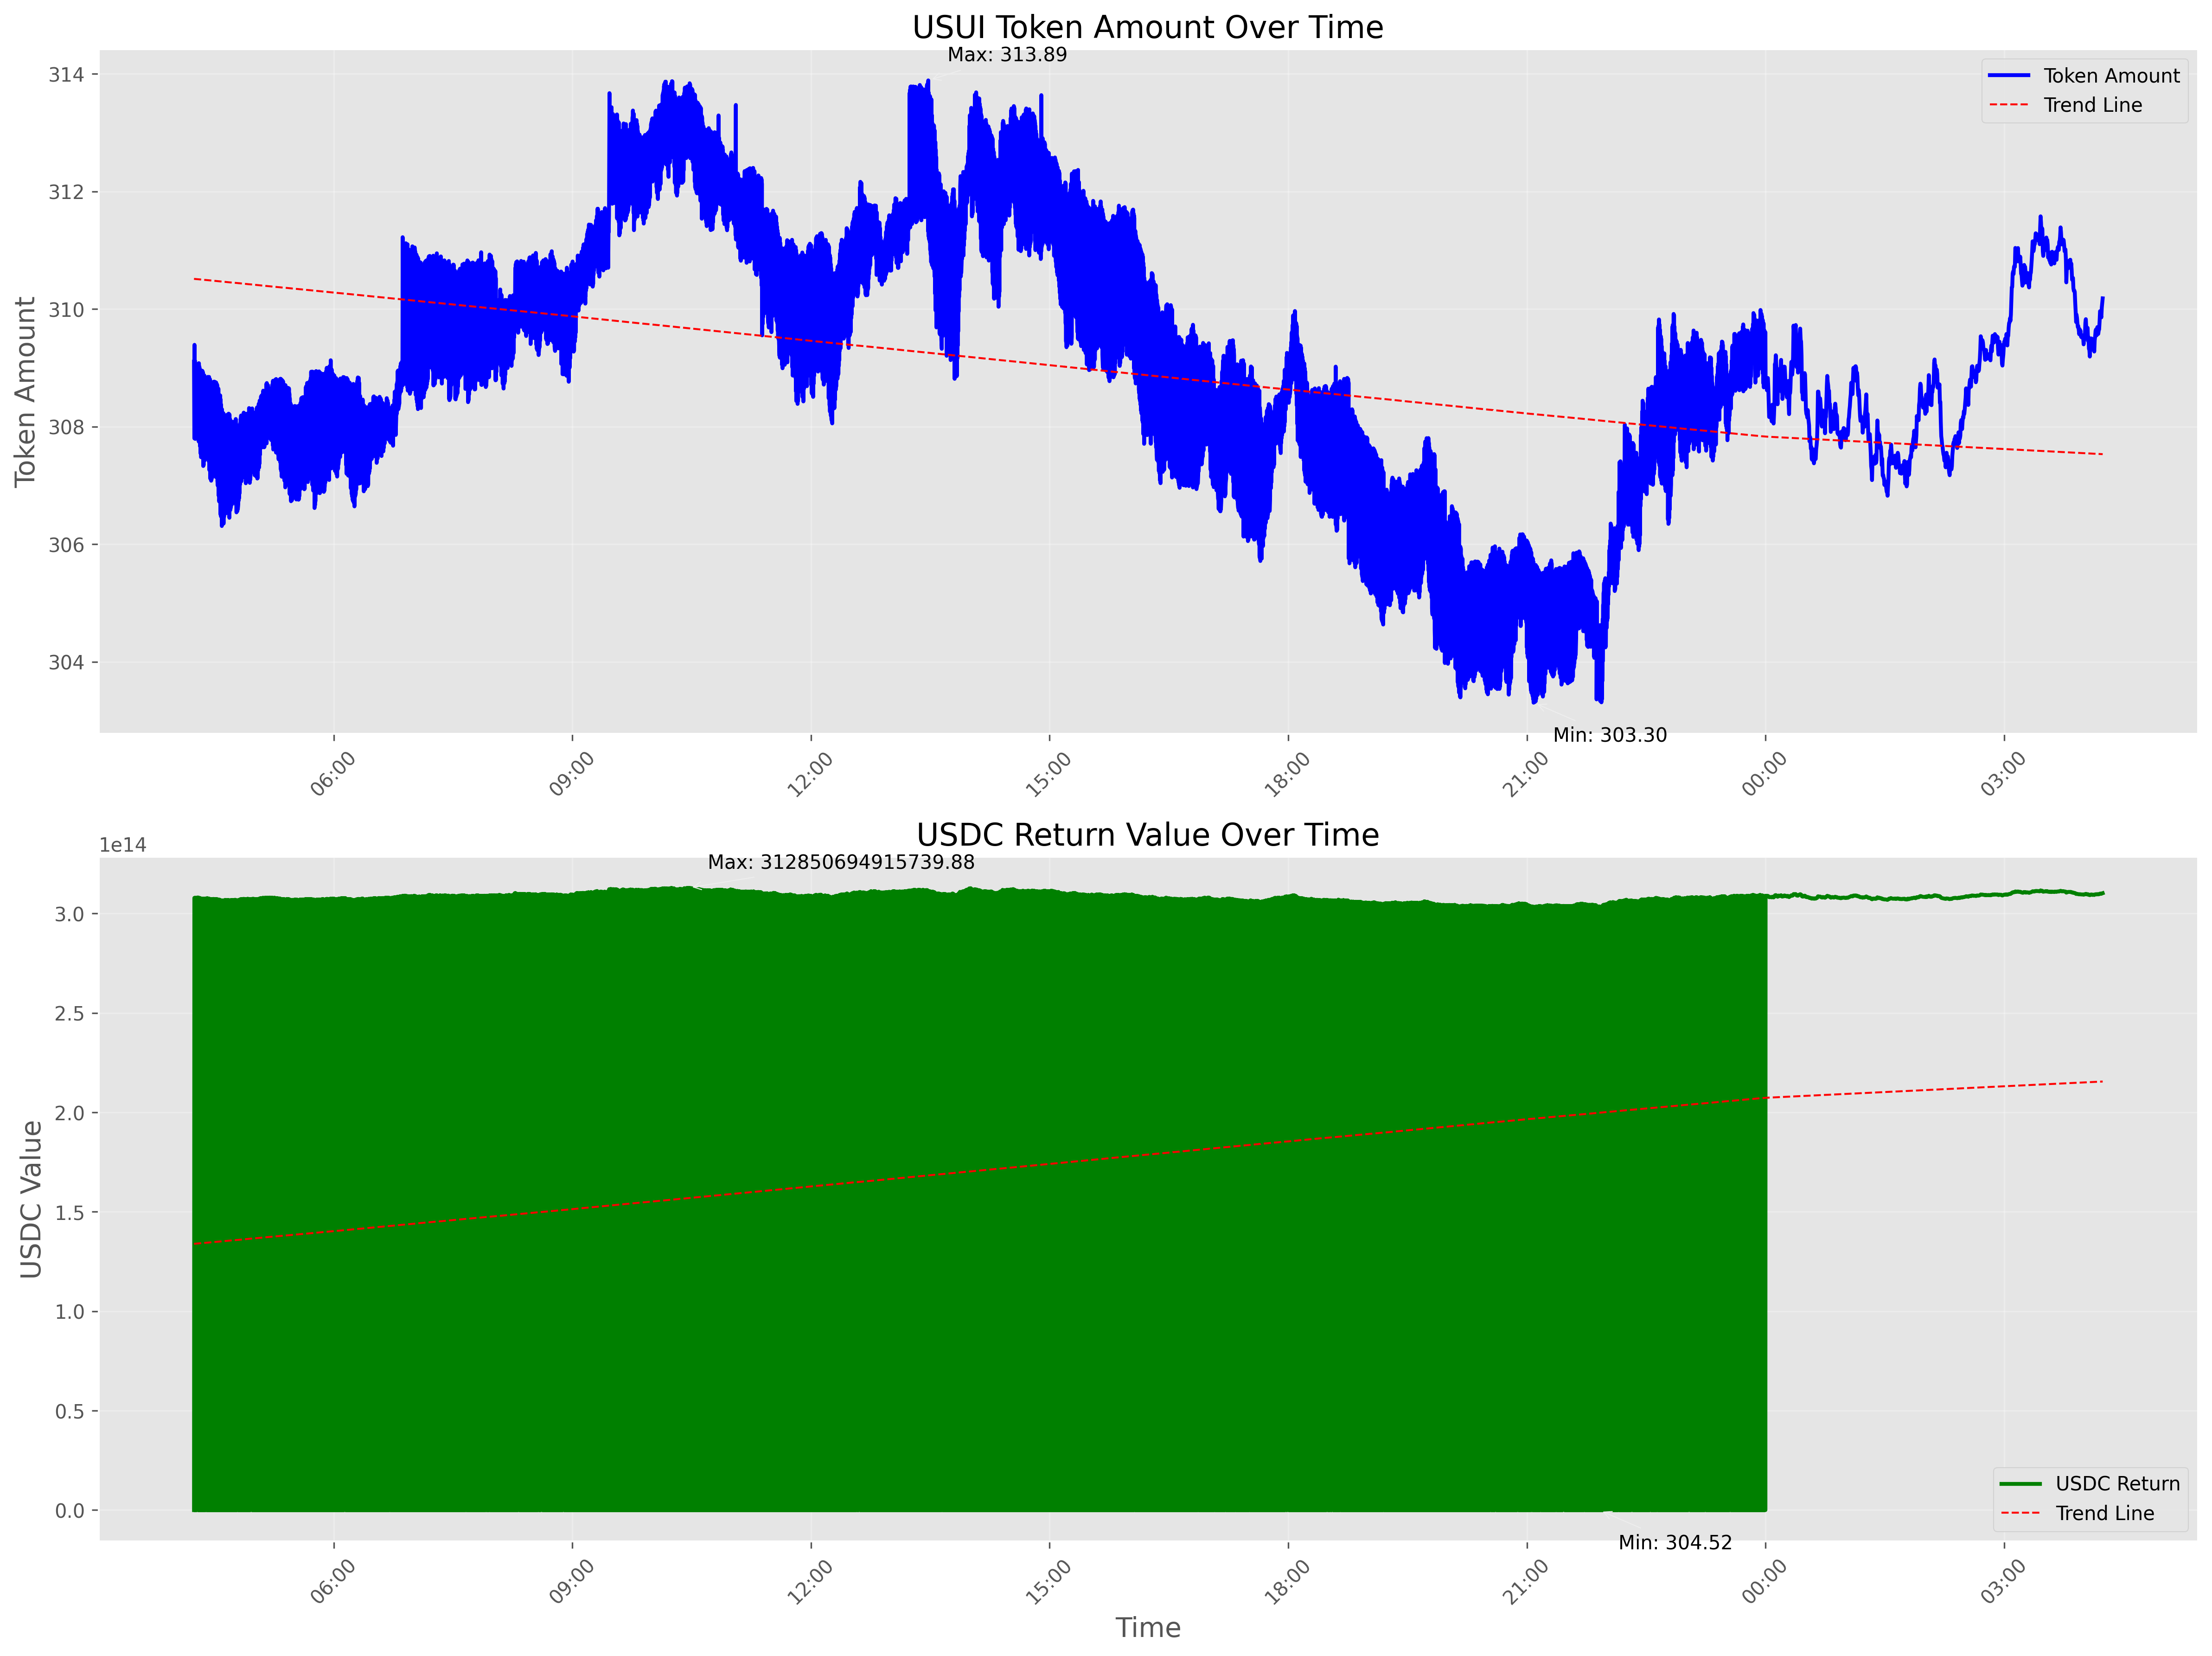 USUI Token Amount Over Time
Max: 313.89
Token Amount
Trend Line
Token Amount
314
312
310
308
306
304
Min: 303.30
06:00
09:00
12:00
15:00
18:00
21:00
00:00
03:00
USDC Return Value Over Time
1e14
Max: 312850694915739.88
USDC Value
3.0
2.5
2.0
1.5
1.0
0.5
0.0
USDC Return
Trend Line
Min: 304.52
06:00
09:00
12:00
15:00
18:00
21:00
00:00
03:00
Time